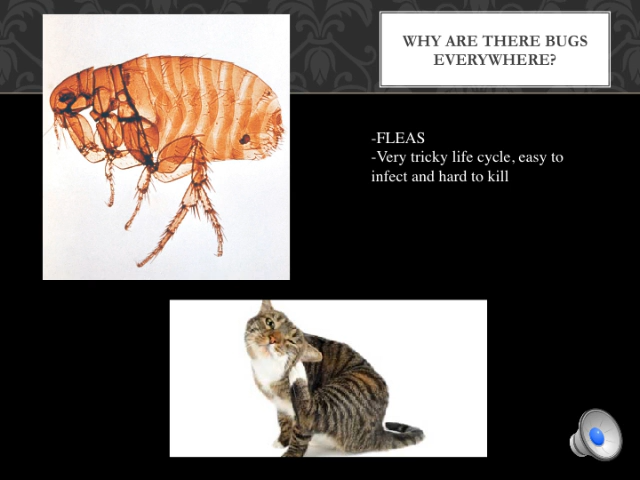 WHY ARE THERE BUGS
EVERYWHERE?
-FLEAS
-Very tricky life cycle, easy to
infect and hard to kill